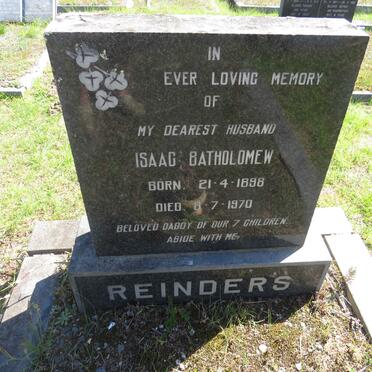 IN
EVER LOVING MEMORY
OF
MY DEAREST HUSBAND
ISAAC BATHOLOMEW
BORN. 21-4-1898
DIED 8-7-1970
BELOVED DADDY OF OUR 7 CHILDREN
ABIDE WITH ME.
REINDERS